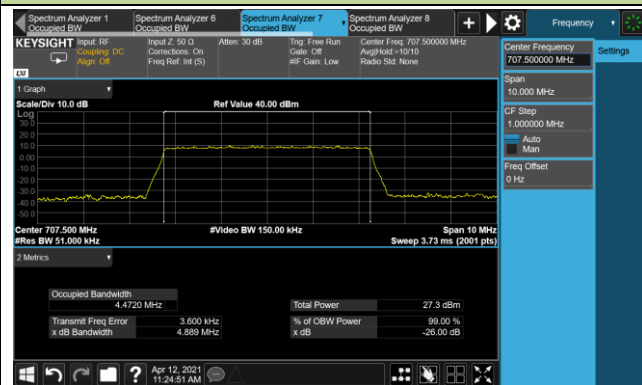 Spectrum Analyzer 1
Occupied BW
Spectrum Analyzer 6
Occupied BW
Spectrum Analyzer 7
Occupied BW
Spectrum Analyzer 8
Occupied BW
Frequency
KEYSIGHT
Input: RF
Coupling: DC
Align: Off
Input Z: 50 Ω
Corrections: On
Freq Ref: Int (S)
Atten: 30 dB
Trig: Free Run
Gate: Off
#IF Gain: Low
Center Freq: 707.500000 MHz
Avg|Hold:>10/10
Radio Std: None
LXI
1 Graph
Scale/Div 10.0 dB
Ref Value 40.00 dBm
Log
30.0
20.0
10.0
0.00
-10.0
-20.0
-30.0
-40.0
-50.0
Center 707.500 MHz
#Video BW 150.00 kHz
Span 10 MHz
#Res BW 51.000 kHz
Sweep 3.73 ms (2001 pts)
2 Metrics
Occupied Bandwidth
4.4720 MHz
Total Power 27.3 dBm
Transmit Freq Error 3.600 kHz
% of OBW Power 99.00 %
x dB Bandwidth 4.889 MHz
x dB -26.00 dB
Apr 12, 2021
11:24:51 AM
Center Frequency
707.500000 MHz
Settings
Span
10.000 MHz
CF Step
1.000000 MHz
Auto
Man
Freq Offset
0 Hz